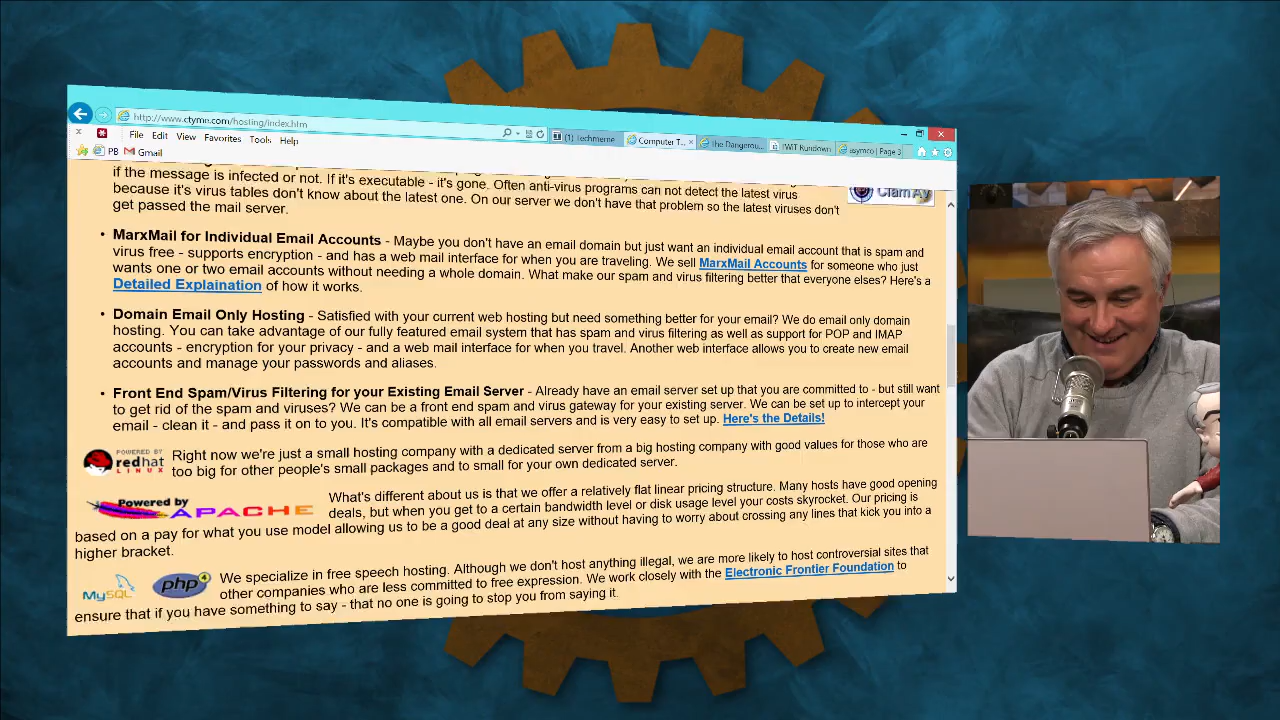 http://www.ctymn.com/hosting/index.htm
(1) Techmeme
Computer T...
The Dangerou...
TWiT Rundown
asymco | Page 3
File Edit View Favorites Tools Help
PB Gmail
if the message is infected or not. If it's executable - it's gone. Often anti-virus programs can not detect the latest virus
because it's virus tables don't know about the latest one. On our server we don't have that problem so the latest viruses don't
get passed the mail server.
ClamAV
• MarxMail for Individual Email Accounts - Maybe you don't have an email domain but just want an individual email account that is spam and
virus free - supports encryption - and has a web mail interface for when you are traveling. We sell MarxMail Accounts for someone who just
wants one or two email accounts without needing a whole domain. What make our spam and virus filtering better that everyone elses? Here's a
Detailed Explaination of how it works.
• Domain Email Only Hosting - Satisfied with your current web hosting but need something better for your email? We do email only domain
hosting. You can take advantage of our fully featured email system that has spam and virus filtering as well as support for POP and IMAP
accounts - encryption for your privacy - and a web mail interface for when you travel. Another web interface allows you to create new email
accounts and manage your passwords and aliases.
• Front End Spam/Virus Filtering for your Existing Email Server - Already have an email server set up that you are committed to - but still want
to get rid of the spam and viruses? We can be a front end spam and virus gateway for your existing server. We can be set up to intercept your
email - clean it - and pass it on to you. It's compatible with all email servers and is very easy to set up. Here's the Details!
POWERED BY
redhat
LINUX
Right now we're just a small hosting company with a dedicated server from a big hosting company with good values for those who are
too big for other people's small packages and to small for your own dedicated server.
Powered by
APACHE
What's different about us is that we offer a relatively flat linear pricing structure. Many hosts have good opening
deals, but when you get to a certain bandwidth level or disk usage level your costs skyrocket. Our pricing is
based on a pay for what you use model allowing us to be a good deal at any size without having to worry about crossing any lines that kick you into a
higher bracket.
MySQL
php 4
We specialize in free speech hosting. Although we don't host anything illegal, we are more likely to host controversial sites that
other companies who are less committed to free expression. We work closely with the Electronic Frontier Foundation to
ensure that if you have something to say - that no one is going to stop you from saying it.